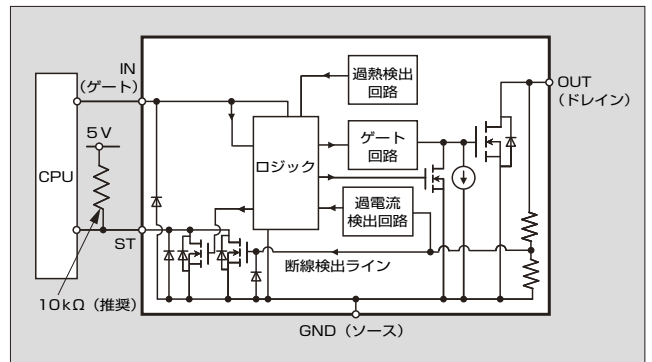 IN
(ゲート)
5V
CPU
ST
10kΩ（推奨）
過熱検出
回路
ロジック
ゲート
回路
過電流
検出回路
断線検出ライン
OUT
(ドレイン)
GND（ソース）